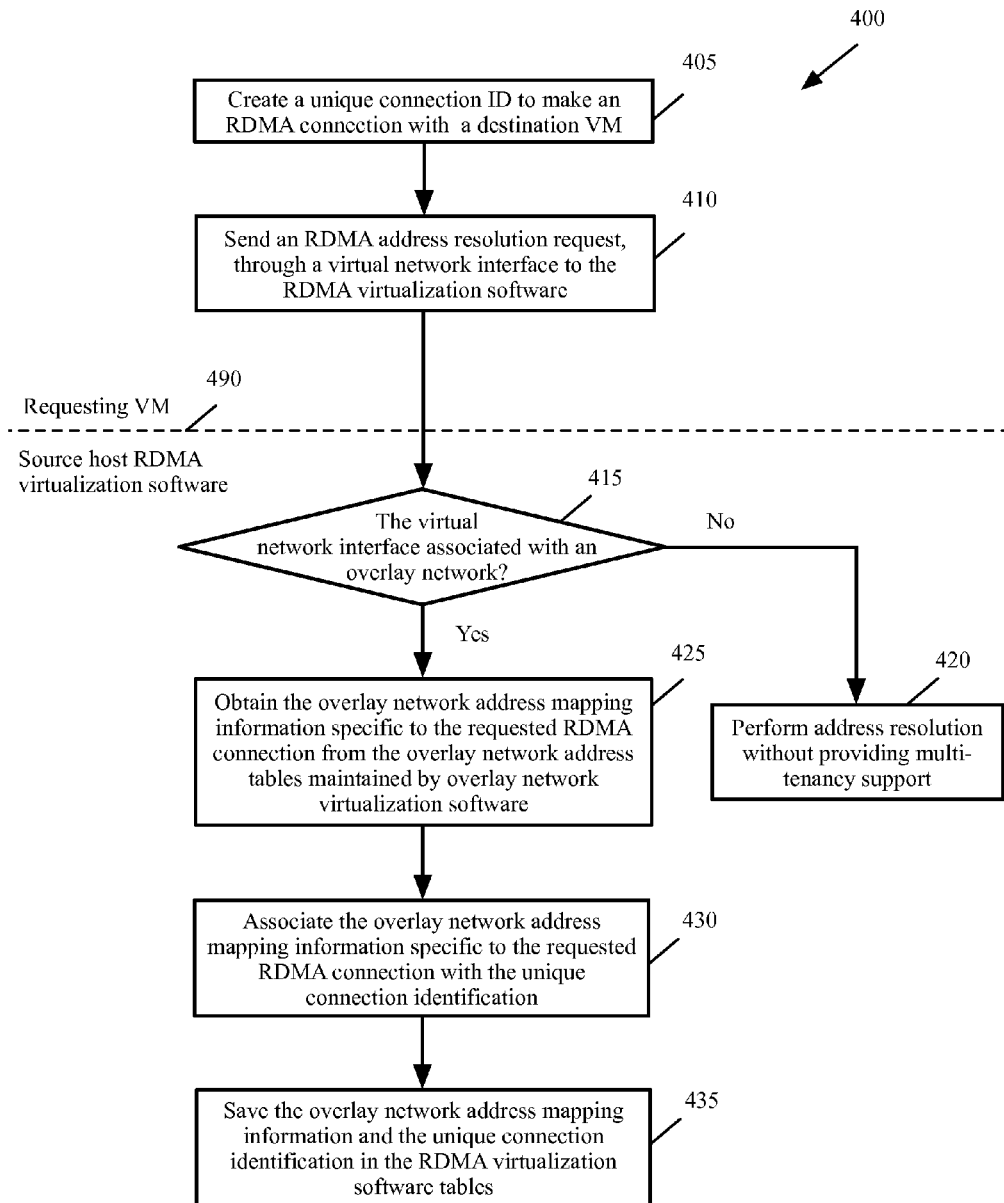 400
405
Create a unique connection ID to make an
RDMA connection with a destination VM
410
Send an RDMA address resolution request,
through a virtual network interface to the
RDMA virtualization software
490
Requesting VM
Source host RDMA
virtualization software
415
The virtual
network interface associated with an
overlay network?
No
Yes
425
Obtain the overlay network address mapping
information specific to the requested RDMA
connection from the overlay network address
tables maintained by overlay network
virtualization software
420
Perform address resolution
without providing multi-
tenancy support
430
Associate the overlay network address
mapping information specific to the requested
RDMA connection with the unique
connection identification
435
Save the overlay network address mapping
information and the unique connection
identification in the RDMA virtualization
software tables